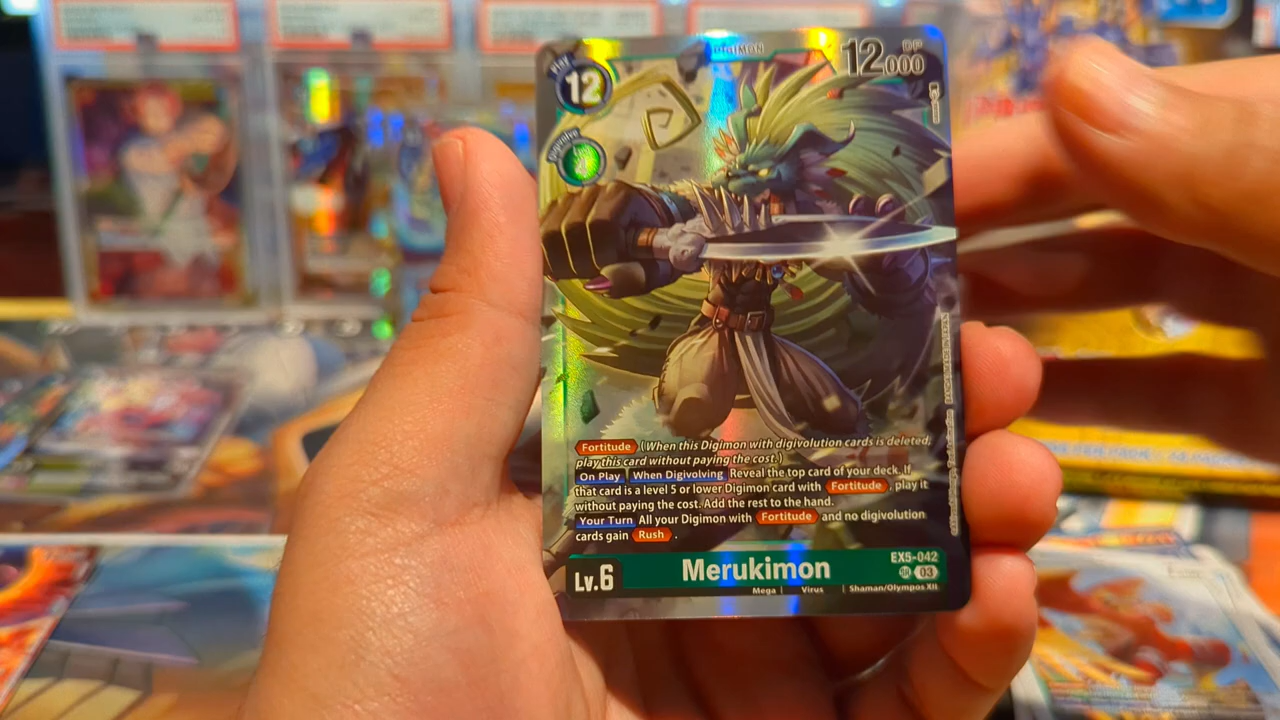 DIGIMON
Play
12
DP
12000
Digivolve
Fortitude (When this Digimon with digivolution cards is deleted,
play this card without paying the cost.)
On Play When Digivolving Reveal the top card of your deck. If
that card is a level 5 or lower Digimon card with Fortitude, play it
without paying the cost. Add the rest to the hand.
Your Turn All your Digimon with Fortitude and no digivolution
cards gain Rush.
EX5-042
Lv.6
Merukimon
SR 03
Mega | Virus | Shaman/Olympos XII